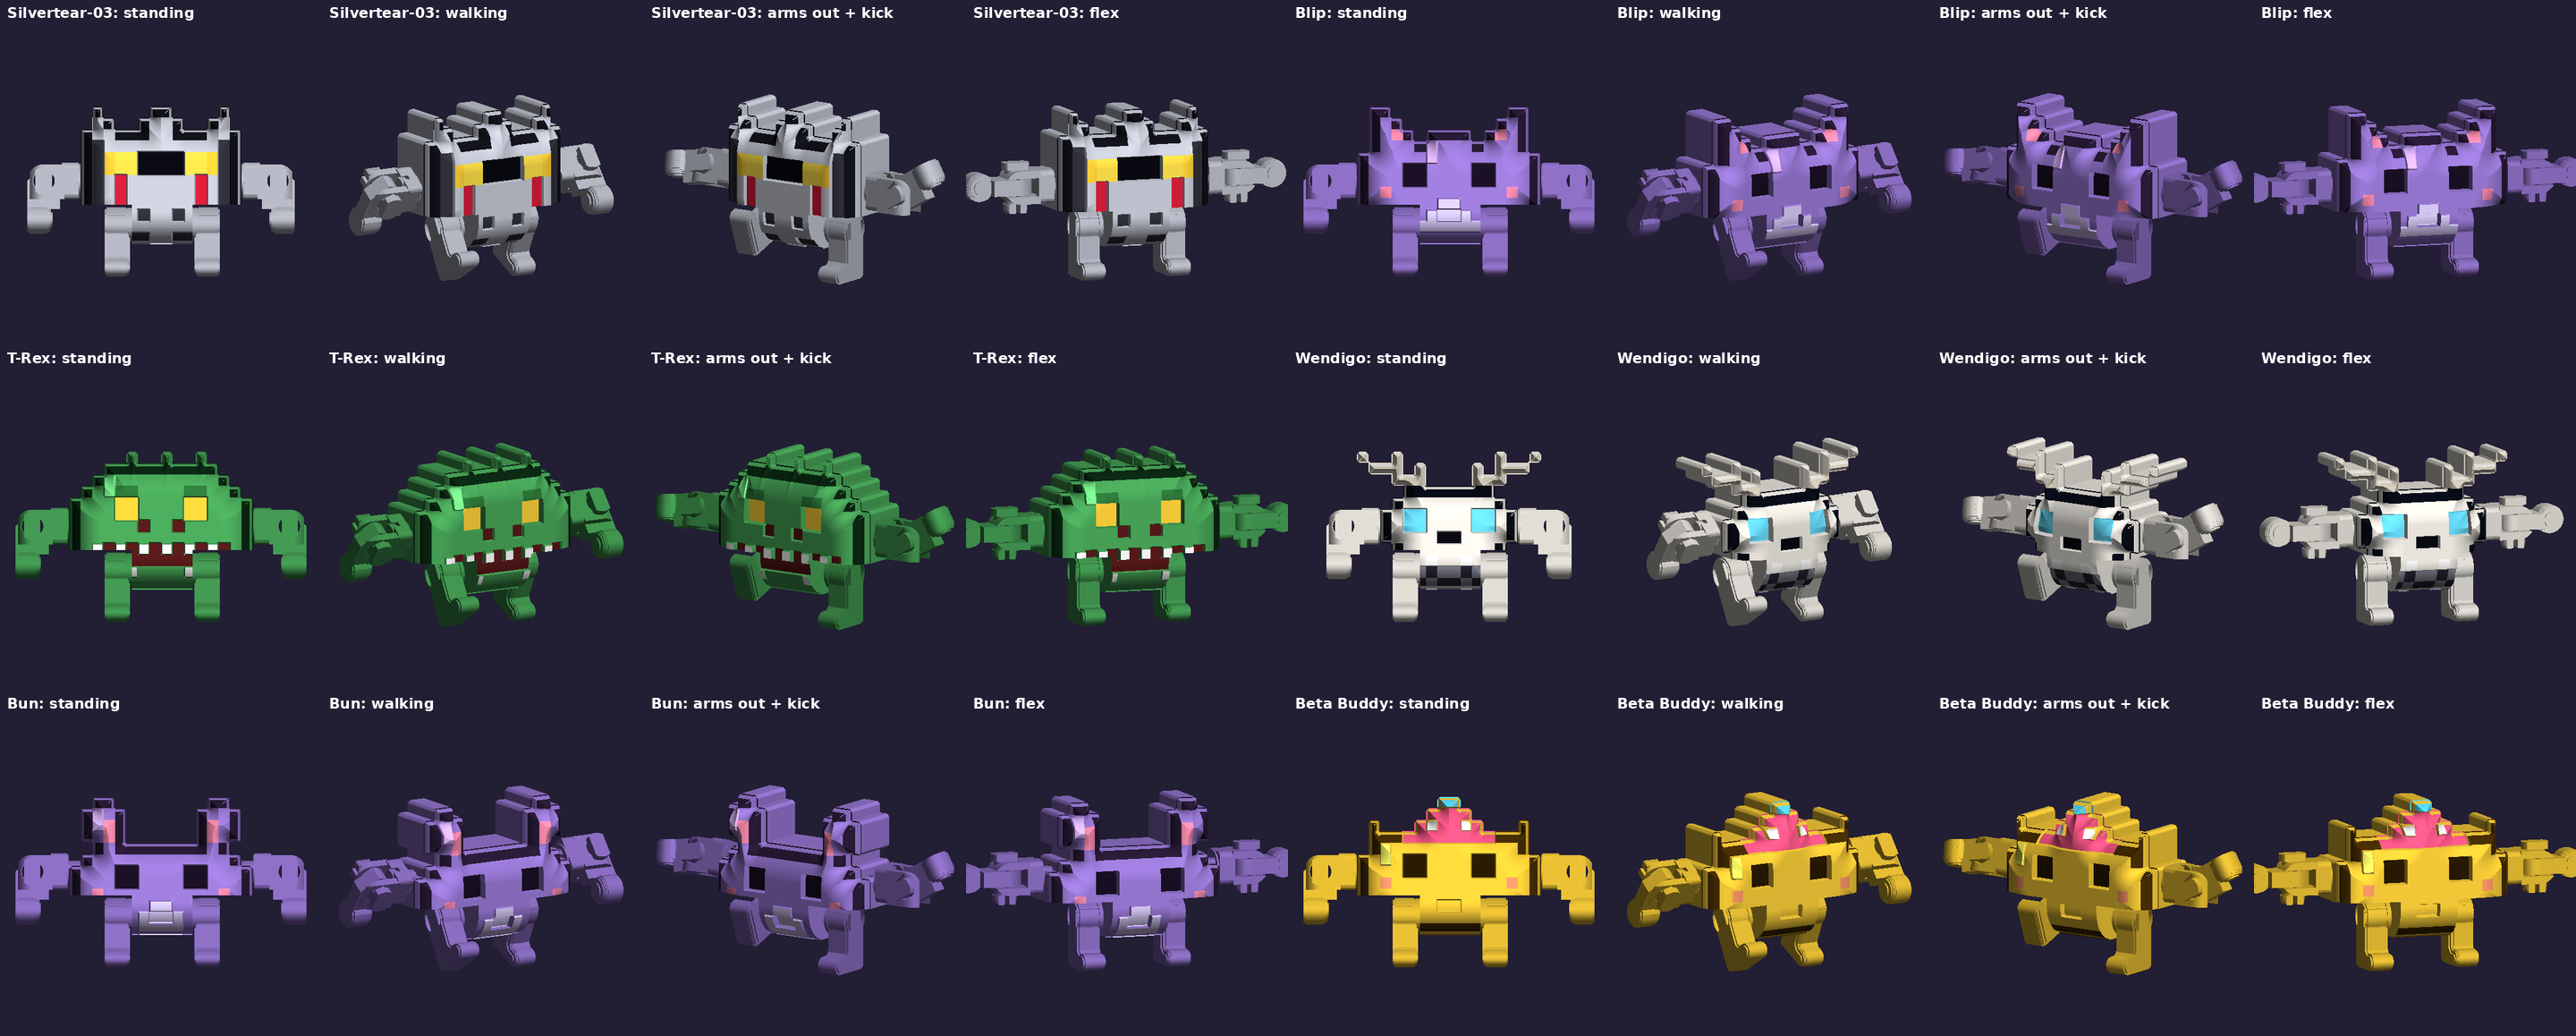 Silvertear-03: standing
Silvertear-03: walking
Silvertear-03: arms out + kick
Silvertear-03: flex
Blip: standing
Blip: walking
Blip: arms out + kick
Blip: flex
T-Rex: standing
T-Rex: walking
T-Rex: arms out + kick
T-Rex: flex
Wendigo: standing
Wendigo: walking
Wendigo: arms out + kick
Wendigo: flex
Bun: standing
Bun: walking
Bun: arms out + kick
Bun: flex
Beta Buddy: standing
Beta Buddy: walking
Beta Buddy: arms out + kick
Beta Buddy: flex